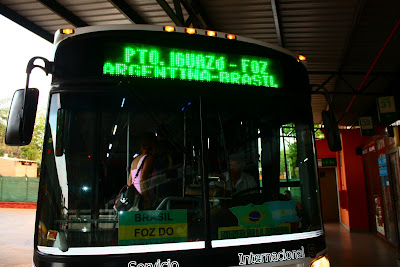 PTO. IGUAZú - FOZ
ARGENTINA-BRASIL
BRASIL
FOZ DO
Servicio Internacional